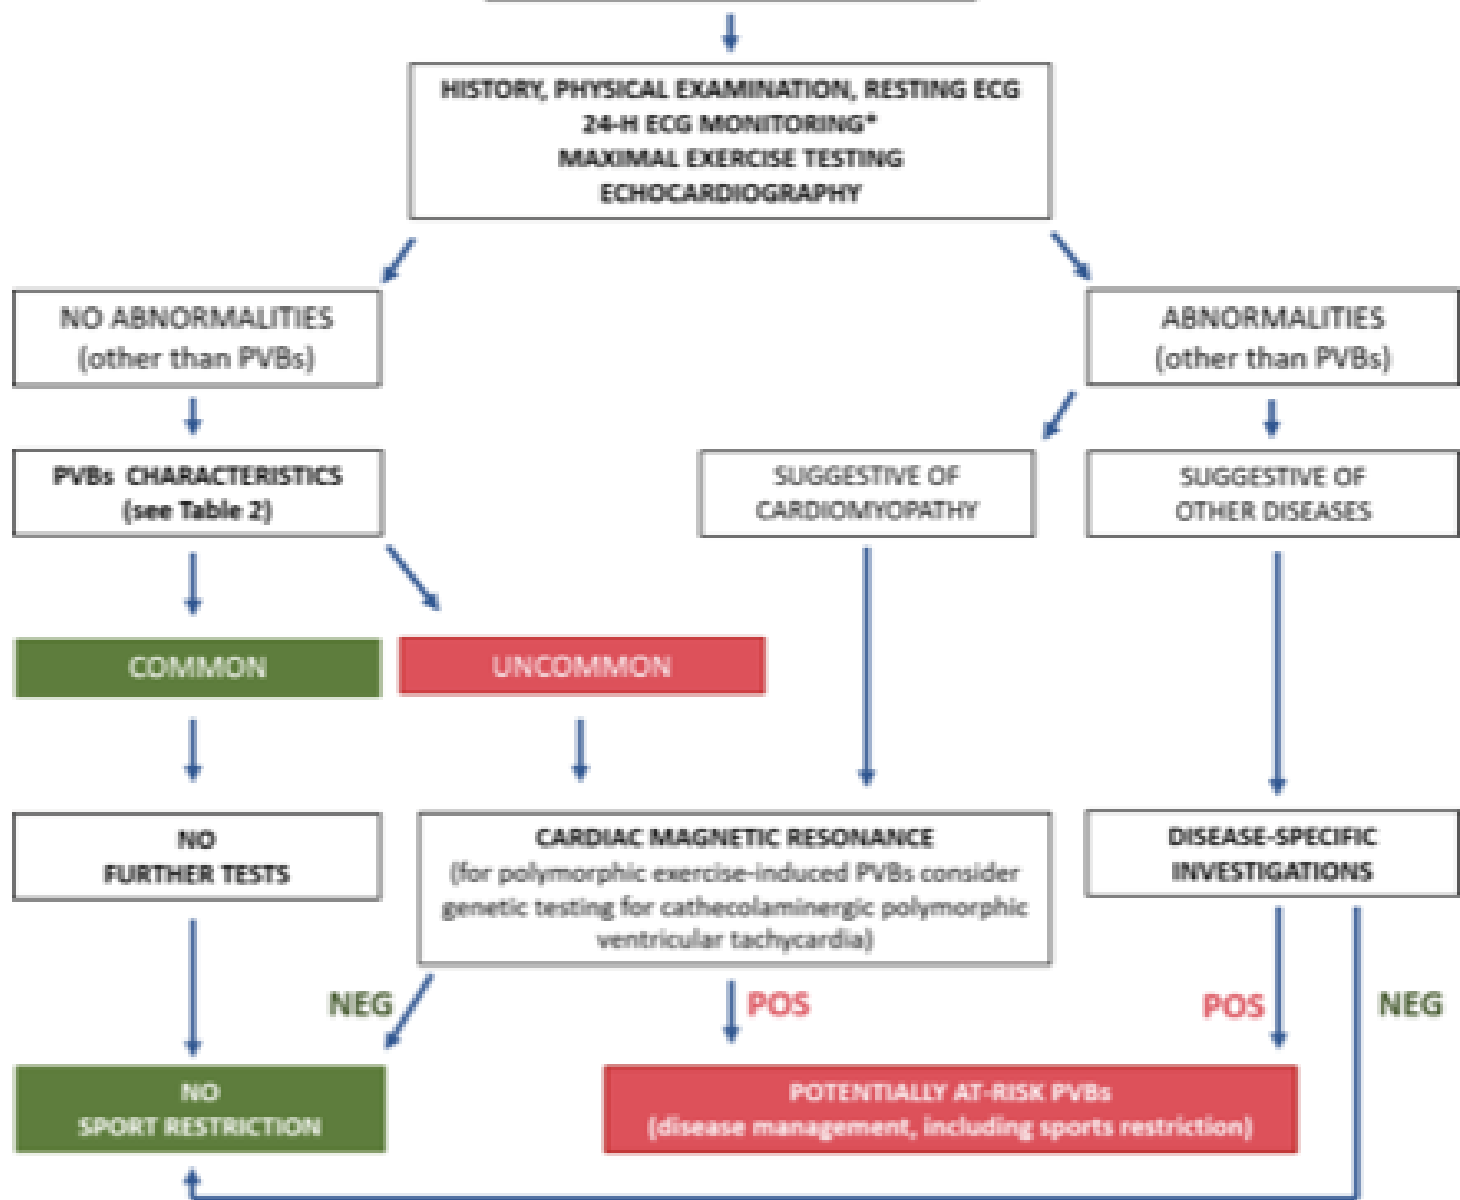 HISTORY, PHYSICAL EXAMINATION, RESTING ECG
24-H ECG MONITORING*
MAXIMAL EXERCISE TESTING
ECHOCARDIOGRAPHY
NO ABNORMALITIES
(other than PVBs)
ABNORMALITIES
(other than PVBs)
PVBs CHARACTERISTICS
(see Table 2)
SUGGESTIVE OF
CARDIOMYOPATHY
SUGGESTIVE OF
OTHER DISEASES
COMMON
UNCOMMON
NO
FURTHER TESTS
CARDIAC MAGNETIC RESONANCE
(for polymorphic exercise-induced PVBs consider
genetic testing for cathecolaminergic polymorphic
ventricular tachycardia)
DISEASE-SPECIFIC
INVESTIGATIONS
NEG
POS
POS
NEG
NO
SPORT RESTRICTION
POTENTIALLY AT-RISK PVBs
(disease management, including sports restriction)